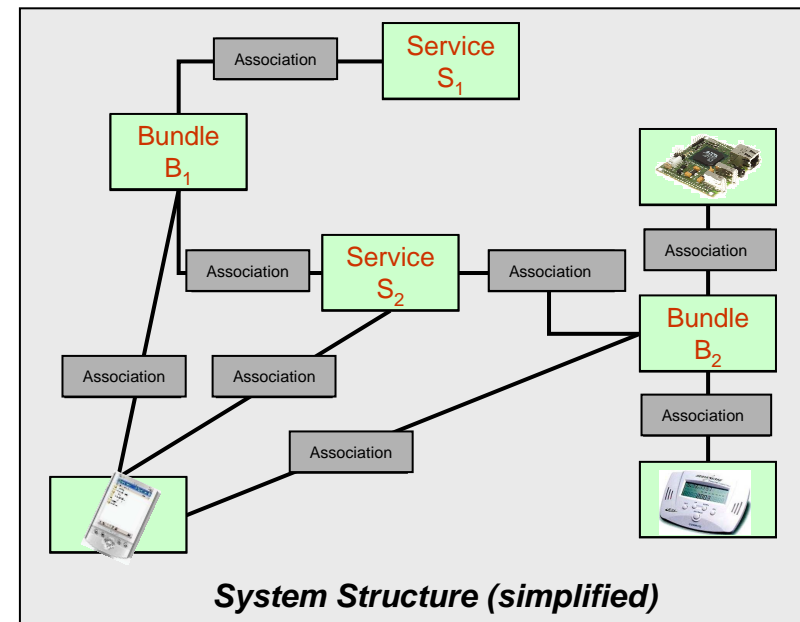 Service
S₁
Association
Bundle
B₁
Association
Service
S₂
Association
Association
Bundle
B₂
Association
Association
Association
Association
System Structure (simplified)